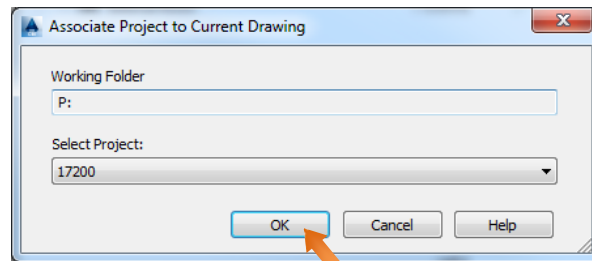 Associate Project to Current Drawing
Working Folder
P:
Select Project:
17200
OK Cancel Help